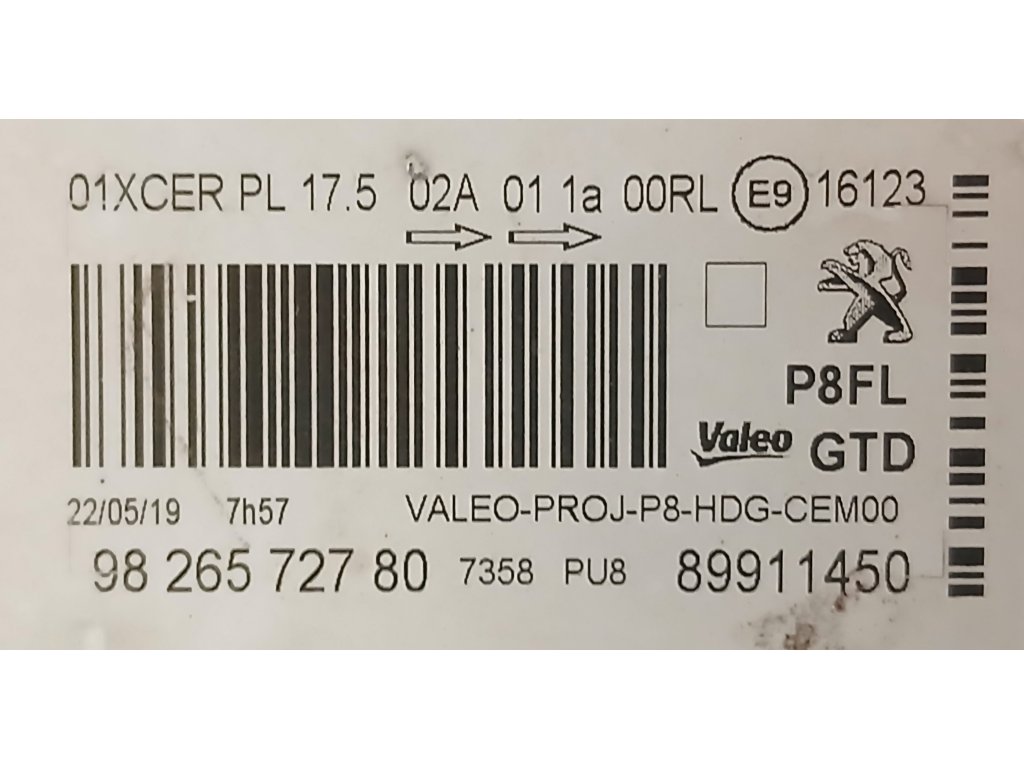 01XCER PL 17.5 02A 01 1a 00RL E9 16123
P8FL
Valeo GTD
22/05/19 7h57 VALEO-PROJ-P8-HDG-CEM00
98 265 727 80 7358 PU8 89911450